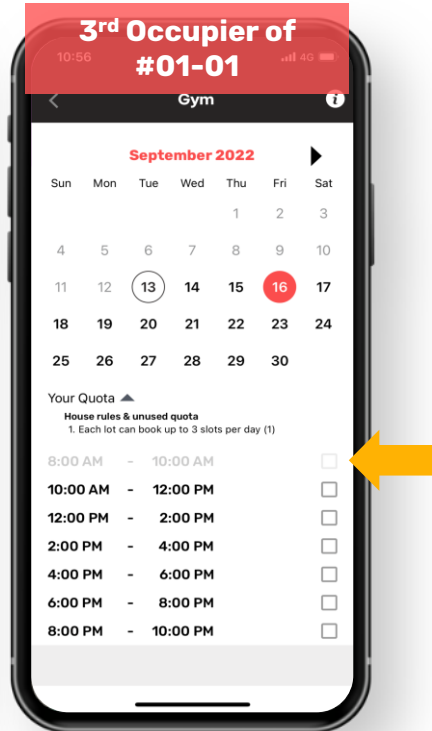 3rd Occupier of
#01-01
10:56 4G
Gym i
September 2022
Sun Mon Tue Wed Thu Fri Sat
1 2 3
4 5 6 7 8 9 10
11 12 13 14 15 16 17
18 19 20 21 22 23 24
25 26 27 28 29 30
Your Quota
House rules & unused quota
1. Each lot can book up to 3 slots per day (1)
8:00 AM - 10:00 AM
10:00 AM - 12:00 PM
12:00 PM - 2:00 PM
2:00 PM - 4:00 PM
4:00 PM - 6:00 PM
6:00 PM - 8:00 PM
8:00 PM - 10:00 PM